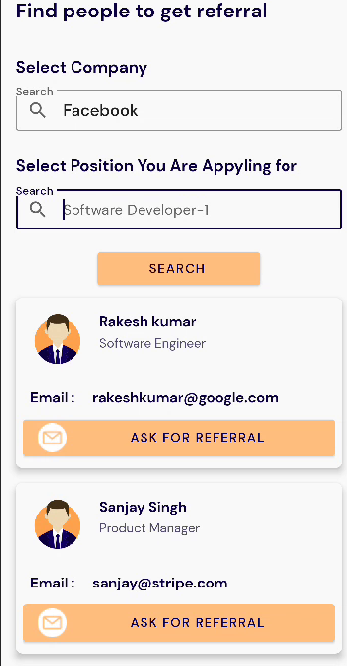 Find people to get referral
Select Company
Search
Facebook
Select Position You Are Appyling for
Search
Software Developer-1
SEARCH
Rakesh kumar
Software Engineer
Email : rakeshkumar@google.com
ASK FOR REFERRAL
Sanjay Singh
Product Manager
Email : sanjay@stripe.com
ASK FOR REFERRAL